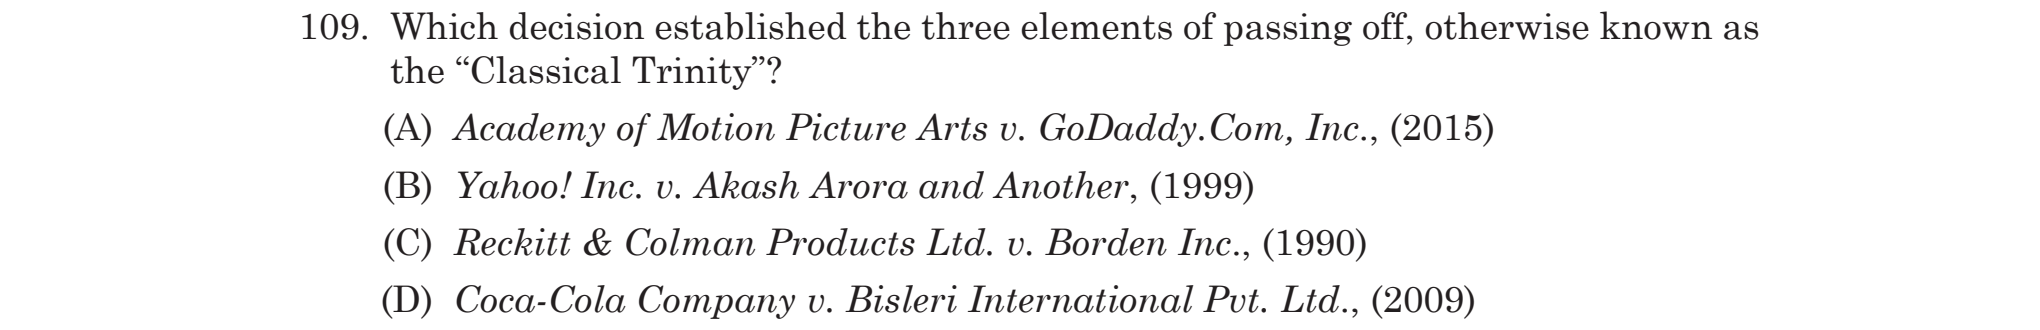 109. Which decision established the three elements of passing off, otherwise known as
the “Classical Trinity”?
(A) Academy of Motion Picture Arts v. GoDaddy.Com, Inc., (2015)
(B) Yahoo! Inc. v. Akash Arora and Another, (1999)
(C) Reckitt & Colman Products Ltd. v. Borden Inc., (1990)
(D) Coca-Cola Company v. Bisleri International Pvt. Ltd., (2009)